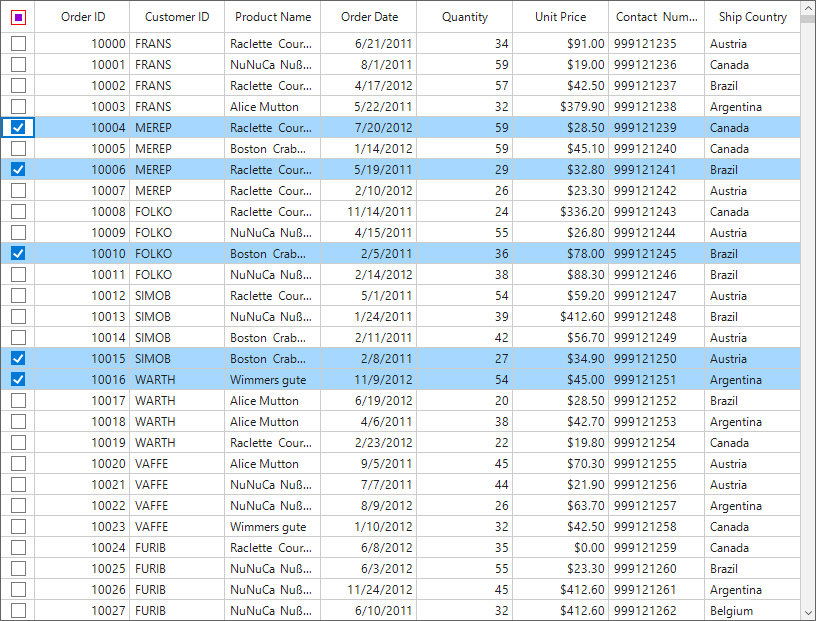 Order ID Customer ID Product Name Order Date Quantity Unit Price Contact Num... Ship Country
10000 FRANS Raclette Cour... 6/21/2011 34 $91.00 999121235 Austria
10001 FRANS NuNuCa Nuß... 8/1/2011 59 $19.00 999121236 Canada
10002 FRANS Raclette Cour... 4/17/2012 57 $42.50 999121237 Brazil
10003 FRANS Alice Mutton 5/22/2011 32 $379.90 999121238 Argentina
10004 MEREP Raclette Cour... 7/20/2012 59 $28.50 999121239 Canada
10005 MEREP Boston Crab... 1/14/2012 59 $45.10 999121240 Canada
10006 MEREP Raclette Cour... 5/19/2011 29 $32.80 999121241 Brazil
10007 MEREP Raclette Cour... 2/10/2012 26 $23.30 999121242 Austria
10008 FOLKO Raclette Cour... 11/14/2011 24 $336.20 999121243 Canada
10009 FOLKO NuNuCa Nuß... 4/15/2011 55 $26.80 999121244 Austria
10010 FOLKO Boston Crab... 2/5/2011 36 $78.00 999121245 Brazil
10011 FOLKO NuNuCa Nuß... 2/14/2012 38 $88.30 999121246 Brazil
10012 SIMOB Raclette Cour... 5/1/2011 54 $59.20 999121247 Austria
10013 SIMOB NuNuCa Nuß... 1/24/2011 39 $412.60 999121248 Brazil
10014 SIMOB Boston Crab... 2/11/2011 42 $56.70 999121249 Austria
10015 SIMOB Boston Crab... 2/8/2011 27 $34.90 999121250 Austria
10016 WARTH Wimmers gute 11/9/2012 54 $45.00 999121251 Argentina
10017 WARTH Alice Mutton 6/19/2012 20 $28.50 999121252 Brazil
10018 WARTH Alice Mutton 4/6/2011 38 $42.70 999121253 Argentina
10019 WARTH Raclette Cour... 2/23/2012 22 $19.80 999121254 Canada
10020 VAFFE Alice Mutton 9/5/2011 45 $70.30 999121255 Austria
10021 VAFFE NuNuCa Nuß... 7/7/2011 44 $21.90 999121256 Austria
10022 VAFFE NuNuCa Nuß... 8/9/2012 26 $63.70 999121257 Argentina
10023 VAFFE Wimmers gute 1/10/2012 32 $42.50 999121258 Canada
10024 FURIB Raclette Cour... 6/8/2012 35 $0.00 999121259 Canada
10025 FURIB NuNuCa Nuß... 6/3/2012 55 $23.30 999121260 Brazil
10026 FURIB NuNuCa Nuß... 11/24/2012 45 $412.60 999121261 Argentina
10027 FURIB NuNuCa Nuß... 6/10/2011 32 $412.60 999121262 Belgium